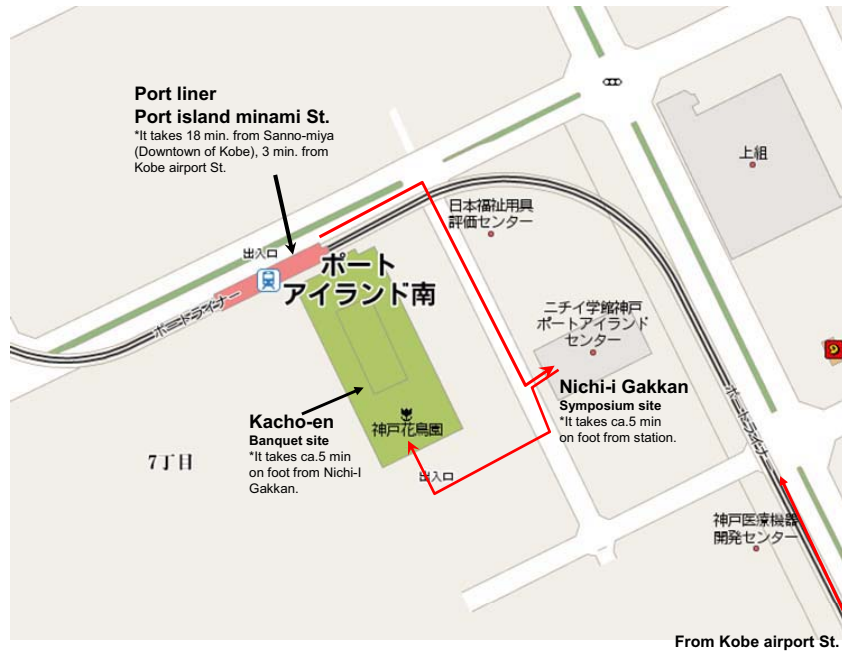 Port liner
Port island minami St.
*It takes 18 min. from Sanno-miya
(Downtown of Kobe), 3 min. from
Kobe airport St.
上組
日本福祉用具
評価センター
出入口
ポート
アイランド南
ポートライナー
ニチイ学館神戸
ポートアイランド
センター
Nichi-i Gakkan
Symposium site
*It takes ca.5 min
on foot from station.
Kacho-en
Banquet site
*It takes ca.5 min
on foot from Nichi-I
Gakkan.
神戸花鳥園
7丁目
出入口
ポートライナー
神戸医療機器
開発センター
From Kobe airport St.